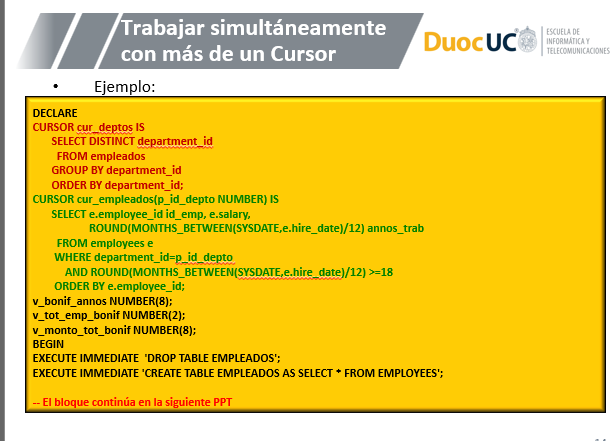 Trabajar simultáneamente
con más de un Cursor
Duoc UC
ESCUELA DE
INFORMÁTICA Y
TELECOMUNICACIONES
• Ejemplo:
DECLARE
CURSOR cur_deptos IS
SELECT DISTINCT department_id
FROM empleados
GROUP BY department_id
ORDER BY department_id;
CURSOR cur_empleados(p_id_depto NUMBER) IS
SELECT e.employee_id id_emp, e.salary,
ROUND(MONTHS_BETWEEN(SYSDATE,e.hire_date)/12) annos_trab
FROM employees e
WHERE department_id=p_id_depto
AND ROUND(MONTHS_BETWEEN(SYSDATE,e.hire_date)/12) >=18
ORDER BY e.employee_id;
v_bonif_annos NUMBER(8);
v_tot_emp_bonif NUMBER(2);
v_monto_tot_bonif NUMBER(8);
BEGIN
EXECUTE IMMEDIATE 'DROP TABLE EMPLEADOS';
EXECUTE IMMEDIATE 'CREATE TABLE EMPLEADOS AS SELECT * FROM EMPLOYEES';
-- El bloque continúa en la siguiente PPT